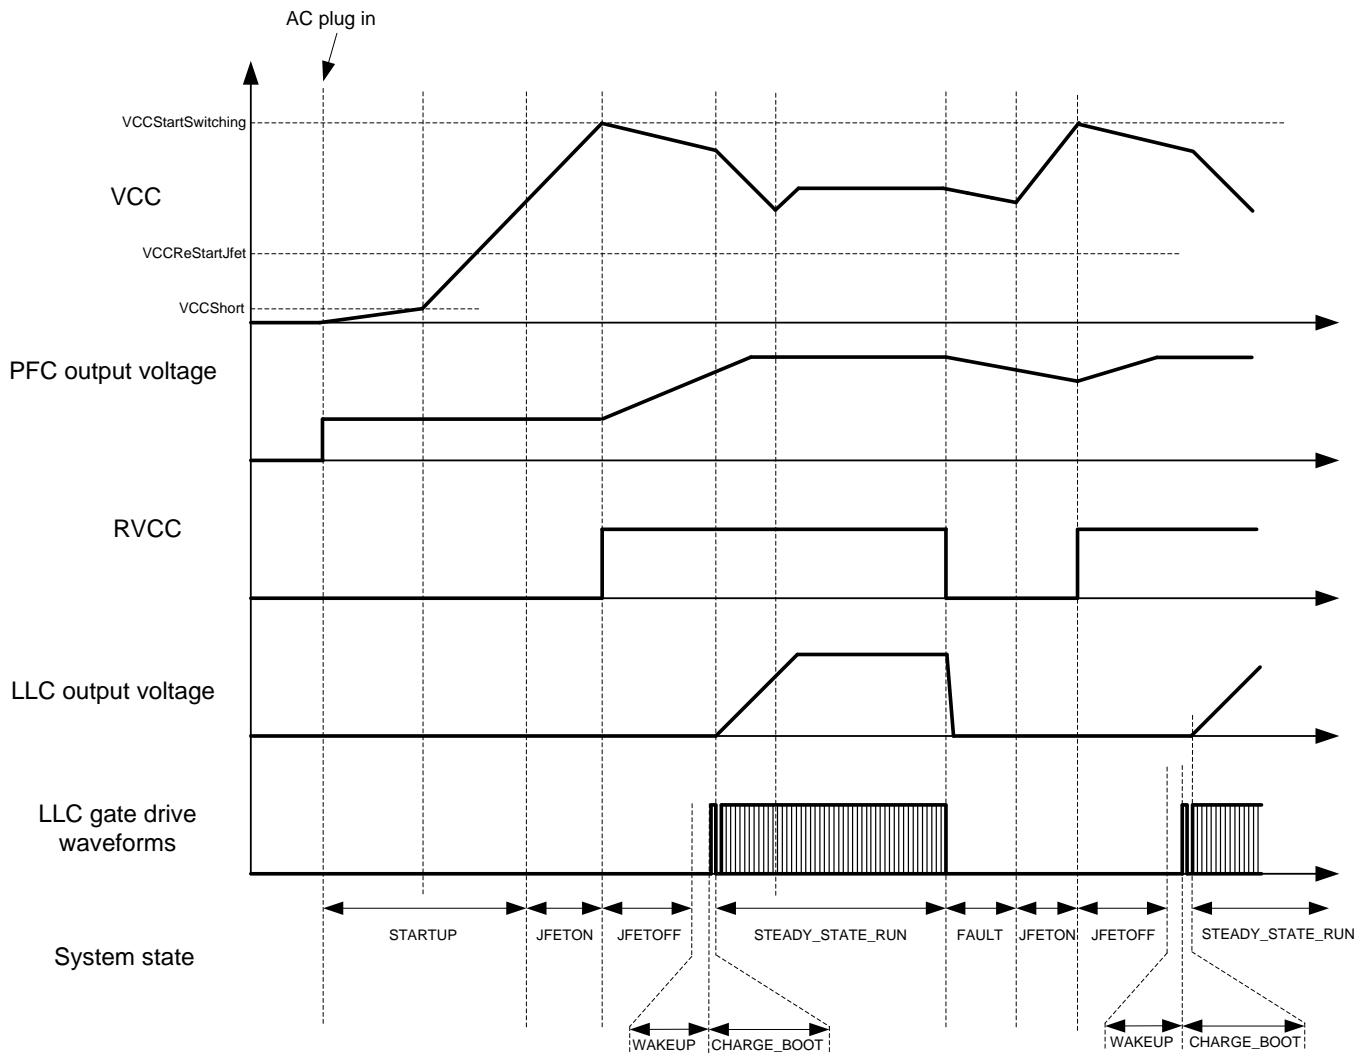 AC plug in
VCCStartSwitching
VCC
VCCReStartJfet
VCCShort
PFC output voltage
RVCC
LLC output voltage
LLC gate drive
waveforms
STARTUP
JFETON
JFETOFF
STEADY_STATE_RUN
FAULT
JFETON
JFETOFF
STEADY_STATE_RUN
System state
WAKEUP
CHARGE_BOOT
WAKEUP
CHARGE_BOOT